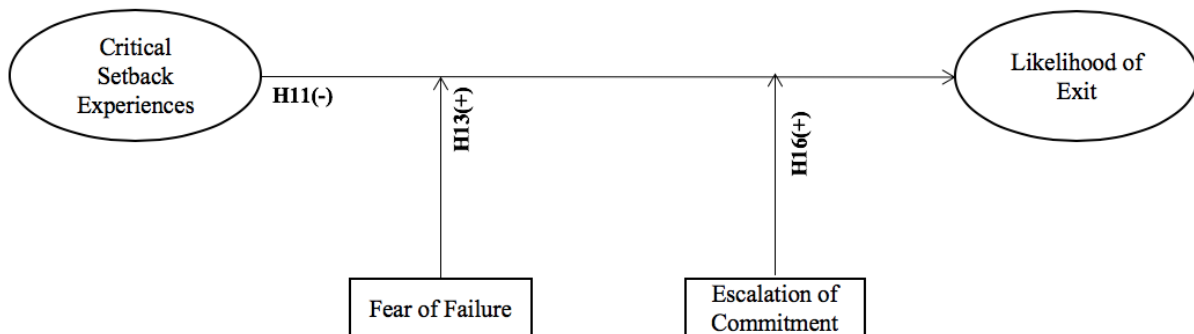 Critical
Setback
Experiences
H11(-)
H13(+)
H16(+)
Likelihood of
Exit
Fear of Failure
Escalation of
Commitment